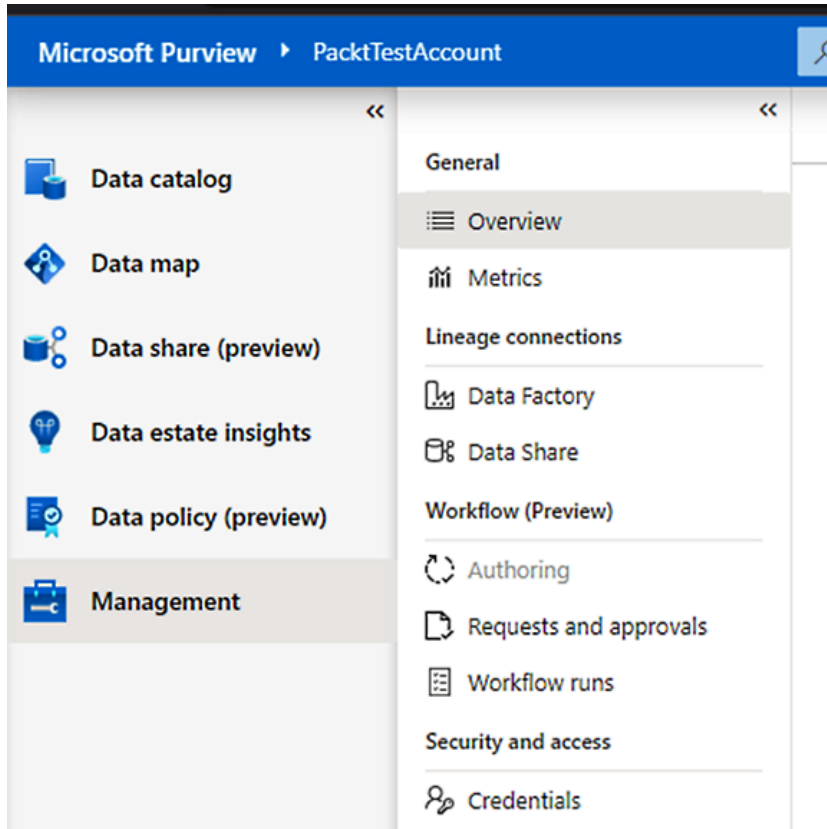 Microsoft Purview PacktTestAccount
Data catalog
Data map
Data share (preview)
Data estate insights
Data policy (preview)
Management
General
Overview
Metrics
Lineage connections
Data Factory
Data Share
Workflow (Preview)
Authoring
Requests and approvals
Workflow runs
Security and access
Credentials